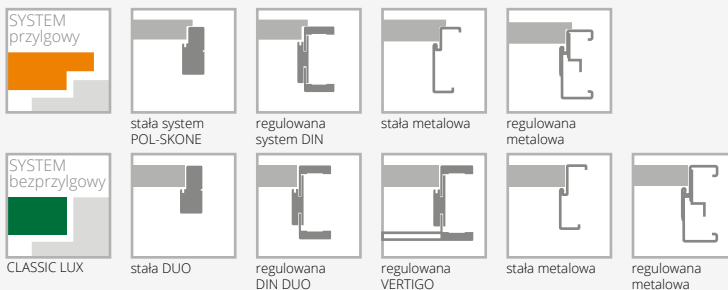 SYSTEM
przylgowy
stała system
POL-SKONE
regulowana
system DIN
stała metalowa
regulowana
metalowa
SYSTEM
bezprzylgowy
CLASSIC LUX
stała DUO
regulowana
DIN DUO
regulowana
VERTIGO
stała metalowa
regulowana
metalowa